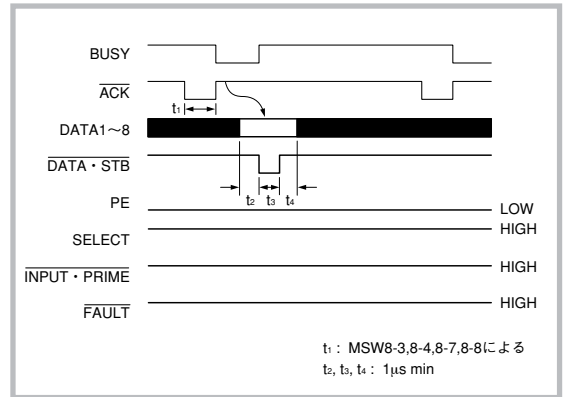 BUSY
ACK
t₁
DATA1〜8
DATA・STB
t₂ t₃ t₄
PE
LOW
SELECT
HIGH
INPUT・PRIME
HIGH
FAULT
HIGH
t₁ : MSW8-3,8-4,8-7,8-8による
t₂, t₃, t₄ : 1μs min